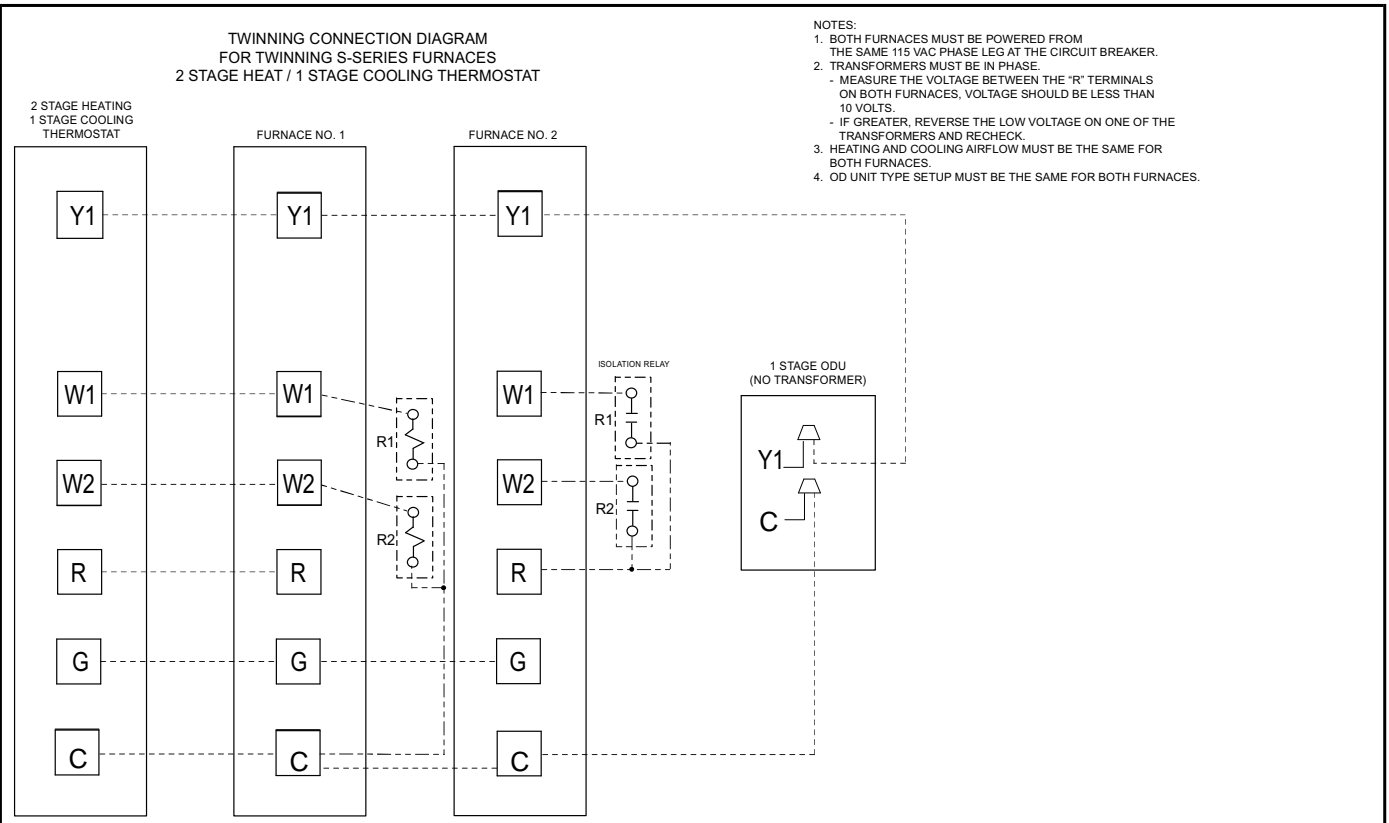 TWINNING CONNECTION DIAGRAM
FOR TWINNING S-SERIES FURNACES
2 STAGE HEAT / 1 STAGE COOLING THERMOSTAT
NOTES:
1. BOTH FURNACES MUST BE POWERED FROM
THE SAME 115 VAC PHASE LEG AT THE CIRCUIT BREAKER.
2. TRANSFORMERS MUST BE IN PHASE.
- MEASURE THE VOLTAGE BETWEEN THE “R” TERMINALS
ON BOTH FURNACES, VOLTAGE SHOULD BE LESS THAN
10 VOLTS.
- IF GREATER, REVERSE THE LOW VOLTAGE ON ONE OF THE
TRANSFORMERS AND RECHECK.
3. HEATING AND COOLING AIRFLOW MUST BE THE SAME FOR
BOTH FURNACES.
4. OD UNIT TYPE SETUP MUST BE THE SAME FOR BOTH FURNACES.
2 STAGE HEATING
1 STAGE COOLING
THERMOSTAT
Y1
W1
W2
R
G
C
FURNACE NO. 1
Y1
W1
W2
R
G
C
R1
R2
FURNACE NO. 2
Y1
W1
W2
R
G
C
ISOLATION RELAY
R1
R2
1 STAGE ODU
(NO TRANSFORMER)
Y1
C